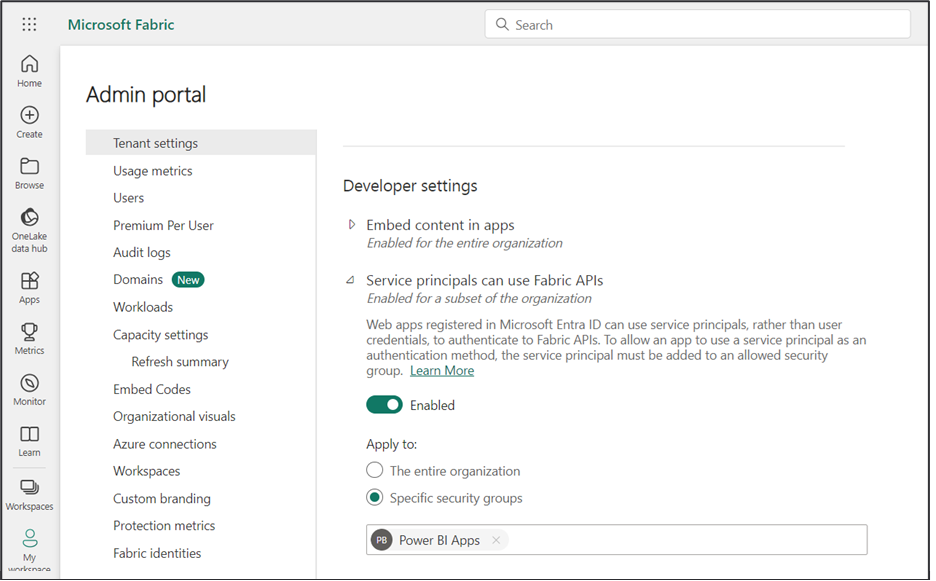 Microsoft Fabric
Search
Home
Create
Browse
OneLake
data hub
Apps
Metrics
Monitor
Learn
Workspaces
My
workspace
Admin portal
Tenant settings
Usage metrics
Users
Premium Per User
Audit logs
Domains New
Workloads
Capacity settings
Refresh summary
Embed Codes
Organizational visuals
Azure connections
Workspaces
Custom branding
Protection metrics
Fabric identities
Developer settings
Embed content in apps
Enabled for the entire organization
Service principals can use Fabric APIs
Enabled for a subset of the organization
Web apps registered in Microsoft Entra ID can use service principals, rather than user
credentials, to authenticate to Fabric APIs. To allow an app to use a service principal as an
authentication method, the service principal must be added to an allowed security
group. Learn More
Enabled
Apply to:
The entire organization
Specific security groups
PB Power BI Apps